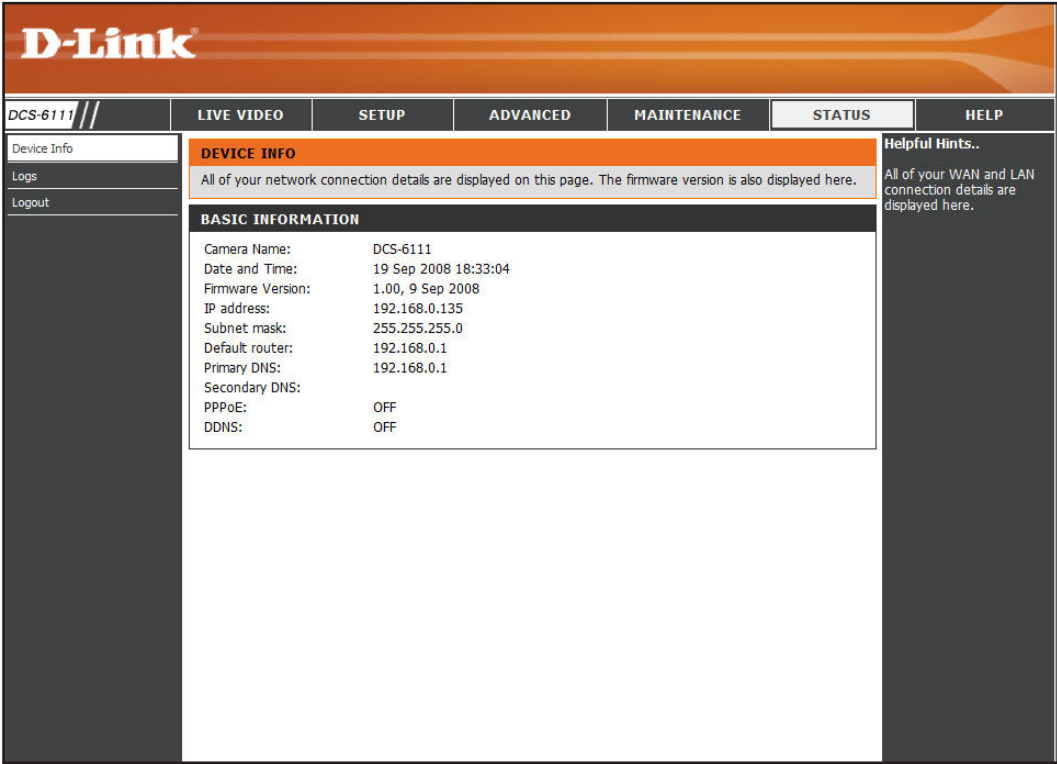 D-Link
DCS-6111 // LIVE VIDEO SETUP ADVANCED MAINTENANCE STATUS HELP
Device Info
Logs
Logout
DEVICE INFO
All of your network connection details are displayed on this page. The firmware version is also displayed here.
BASIC INFORMATION
Camera Name: DCS-6111
Date and Time: 19 Sep 2008 18:33:04
Firmware Version: 1.00, 9 Sep 2008
IP address: 192.168.0.135
Subnet mask: 255.255.255.0
Default router: 192.168.0.1
Primary DNS: 192.168.0.1
Secondary DNS:
PPPoE: OFF
DDNS: OFF
Helpful Hints..
All of your WAN and LAN
connection details are
displayed here.